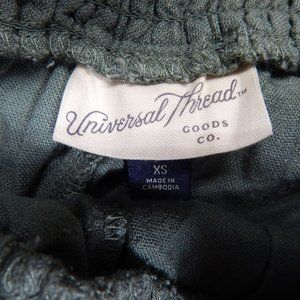 Universal Thread™
GOODS
CO.
XS
MADE IN
CAMBODIA